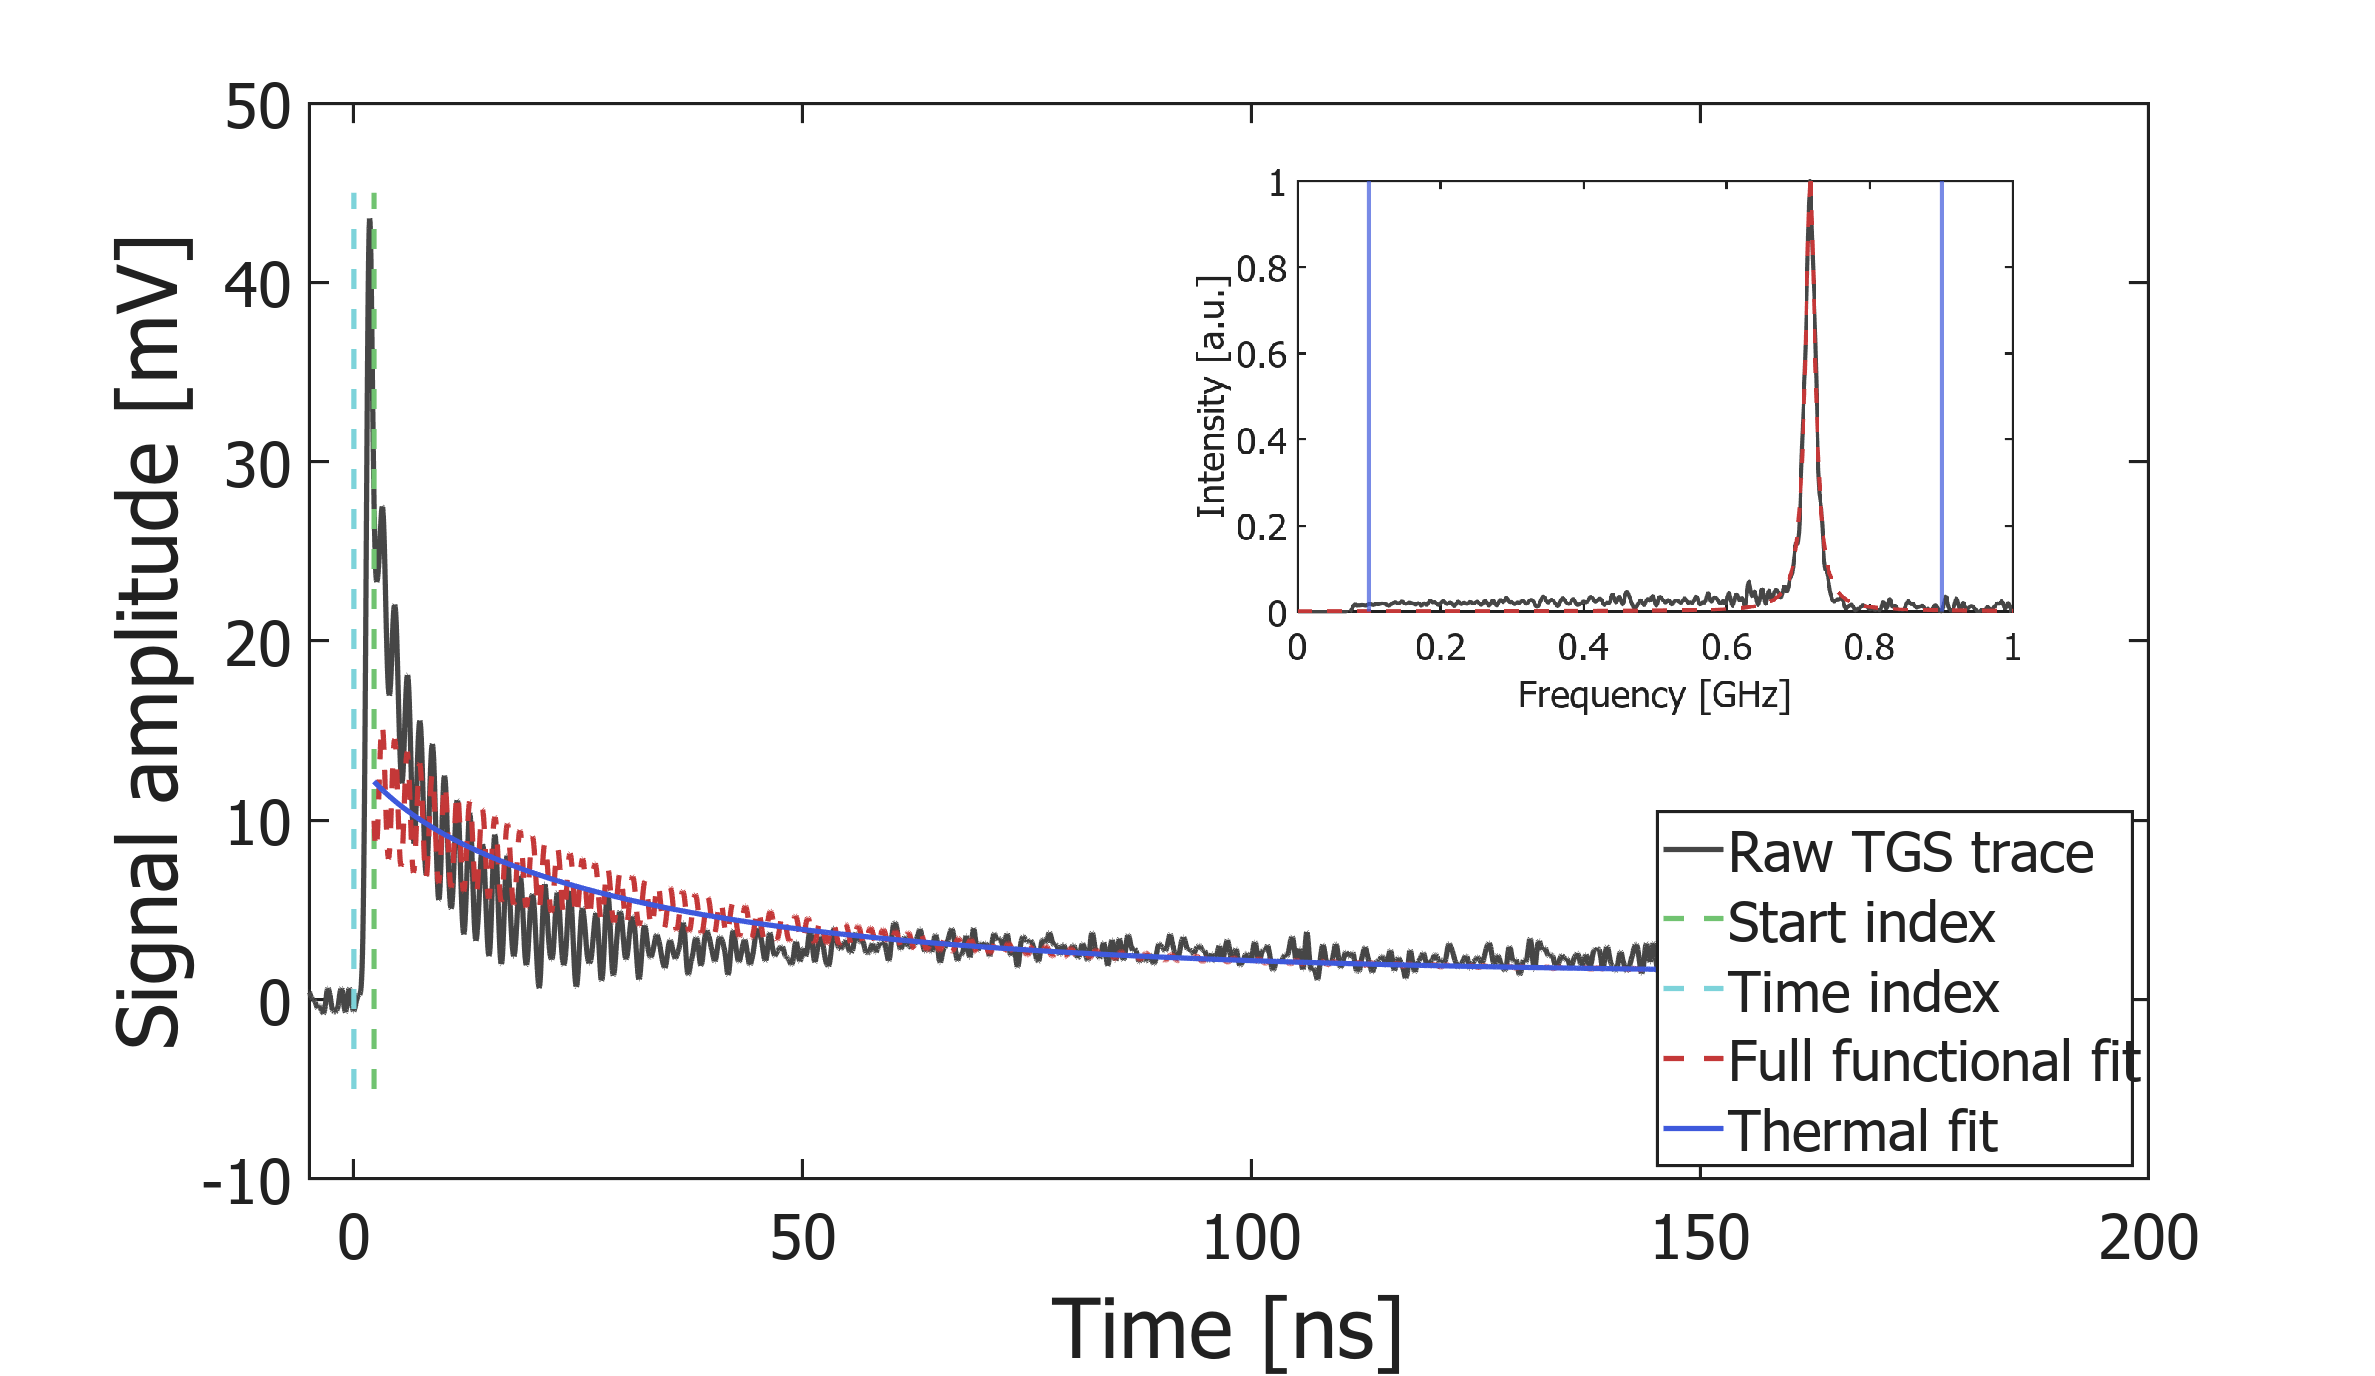 50
40
30
20
10
0
-10
Signal amplitude [mV]
0
50
100
150
200
Time [ns]
1
0.8
0.6
0.4
0.2
0
Intensity [a.u.]
0
0.2
0.4
0.6
0.8
1
Frequency [GHz]
Raw TGS trace
Start index
Time index
Full functional fit
Thermal fit